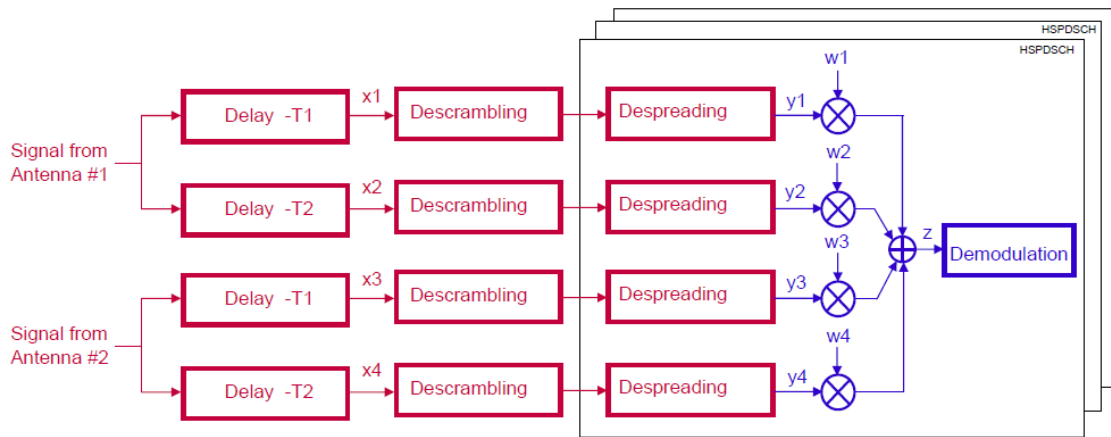 HSPDSCH
HSPDSCH
w1
x1
y1
Delay -T1
Descrambling
Despreading
Signal from
Antenna #1
w2
x2
y2
Delay -T2
Descrambling
Despreading
z
Demodulation
w3
x3
y3
Delay -T1
Descrambling
Despreading
Signal from
Antenna #2
w4
x4
y4
Delay -T2
Descrambling
Despreading